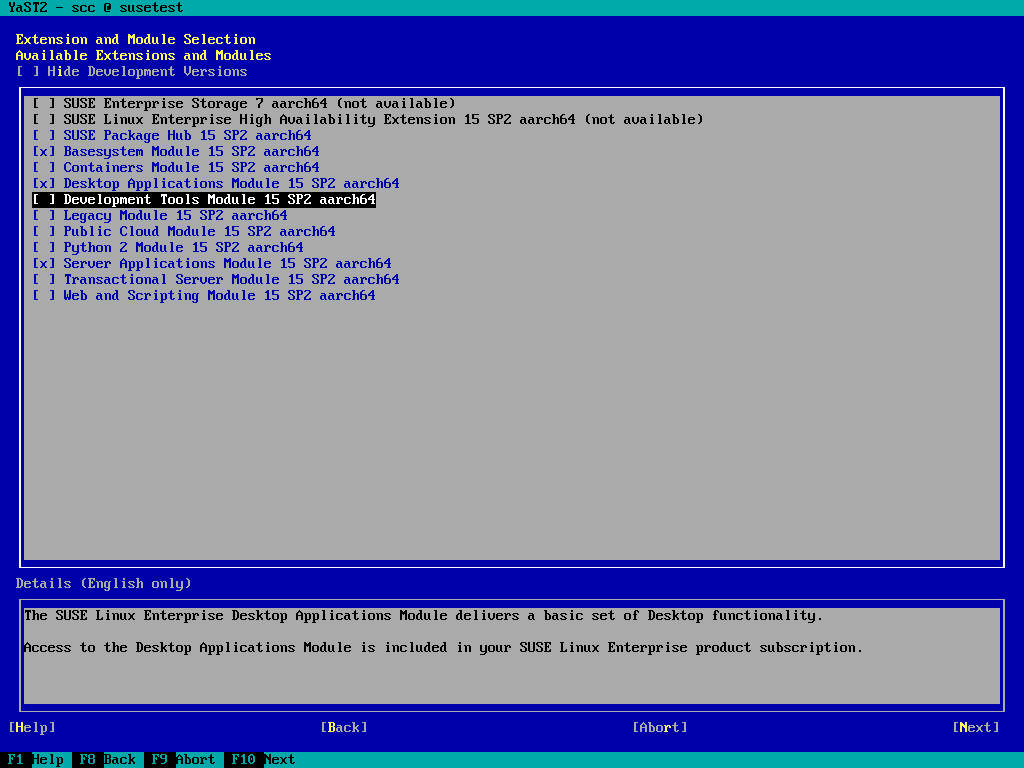 YaST2 - scc @ susetest
Extension and Module Selection
Available Extensions and Modules
[ ] Hide Development Versions
[ ] SUSE Enterprise Storage 7 aarch64 (not available)
[ ] SUSE Linux Enterprise High Availability Extension 15 SP2 aarch64 (not available)
[ ] SUSE Package Hub 15 SP2 aarch64
[x] Basesystem Module 15 SP2 aarch64
[ ] Containers Module 15 SP2 aarch64
[x] Desktop Applications Module 15 SP2 aarch64
[ ] Development Tools Module 15 SP2 aarch64
[ ] Legacy Module 15 SP2 aarch64
[ ] Public Cloud Module 15 SP2 aarch64
[ ] Python 2 Module 15 SP2 aarch64
[x] Server Applications Module 15 SP2 aarch64
[ ] Transactional Server Module 15 SP2 aarch64
[ ] Web and Scripting Module 15 SP2 aarch64
Details (English only)
The SUSE Linux Enterprise Desktop Applications Module delivers a basic set of Desktop functionality.
Access to the Desktop Applications Module is included in your SUSE Linux Enterprise product subscription.
[Help] [Back] [Abort] [Next]
F1 Help F8 Back F9 Abort F10 Next